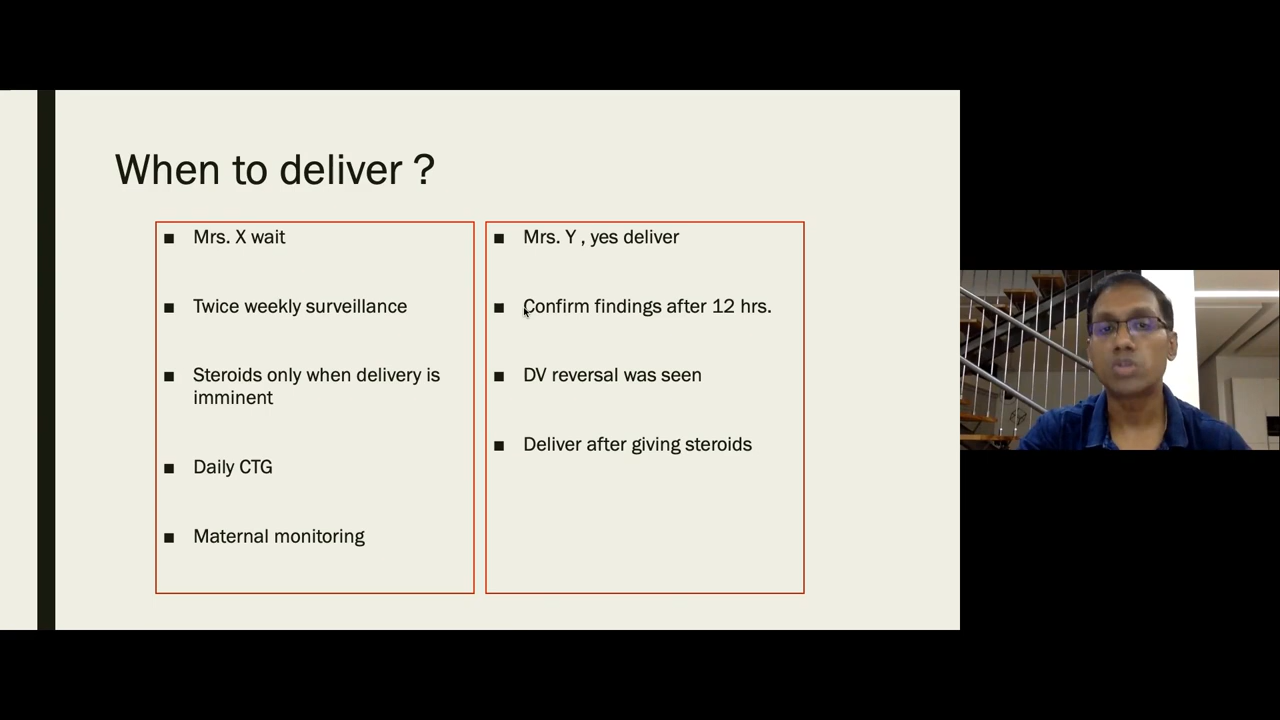 When to deliver ?
Mrs. X wait
Twice weekly surveillance
Steroids only when delivery is
imminent
Daily CTG
Maternal monitoring
Mrs. Y , yes deliver
Confirm findings after 12 hrs.
DV reversal was seen
Deliver after giving steroids